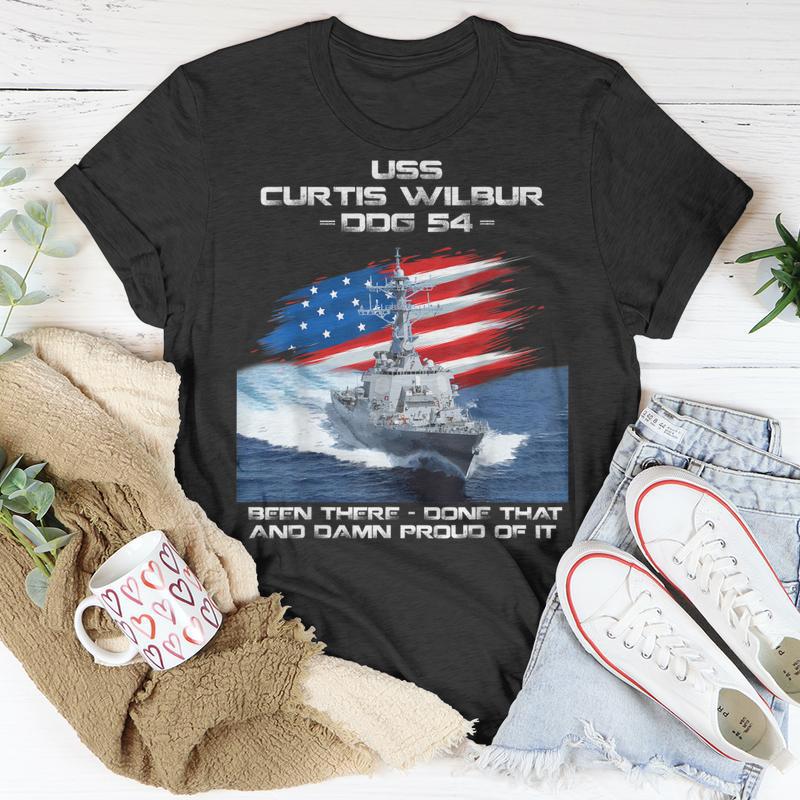 USS
CURTIS WILBUR
- DDG 54 -
BEEN THERE - DONE THAT
AND DAMN PROUD OF IT